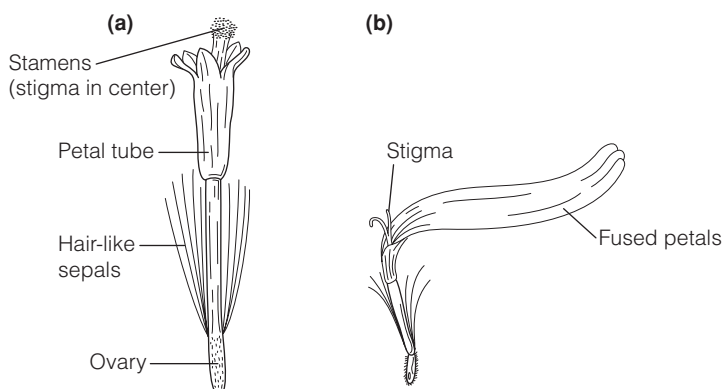 (a)
Stamens
(stigma in center)
Petal tube
Hair-like
sepals
Ovary
(b)
Stigma
Fused petals